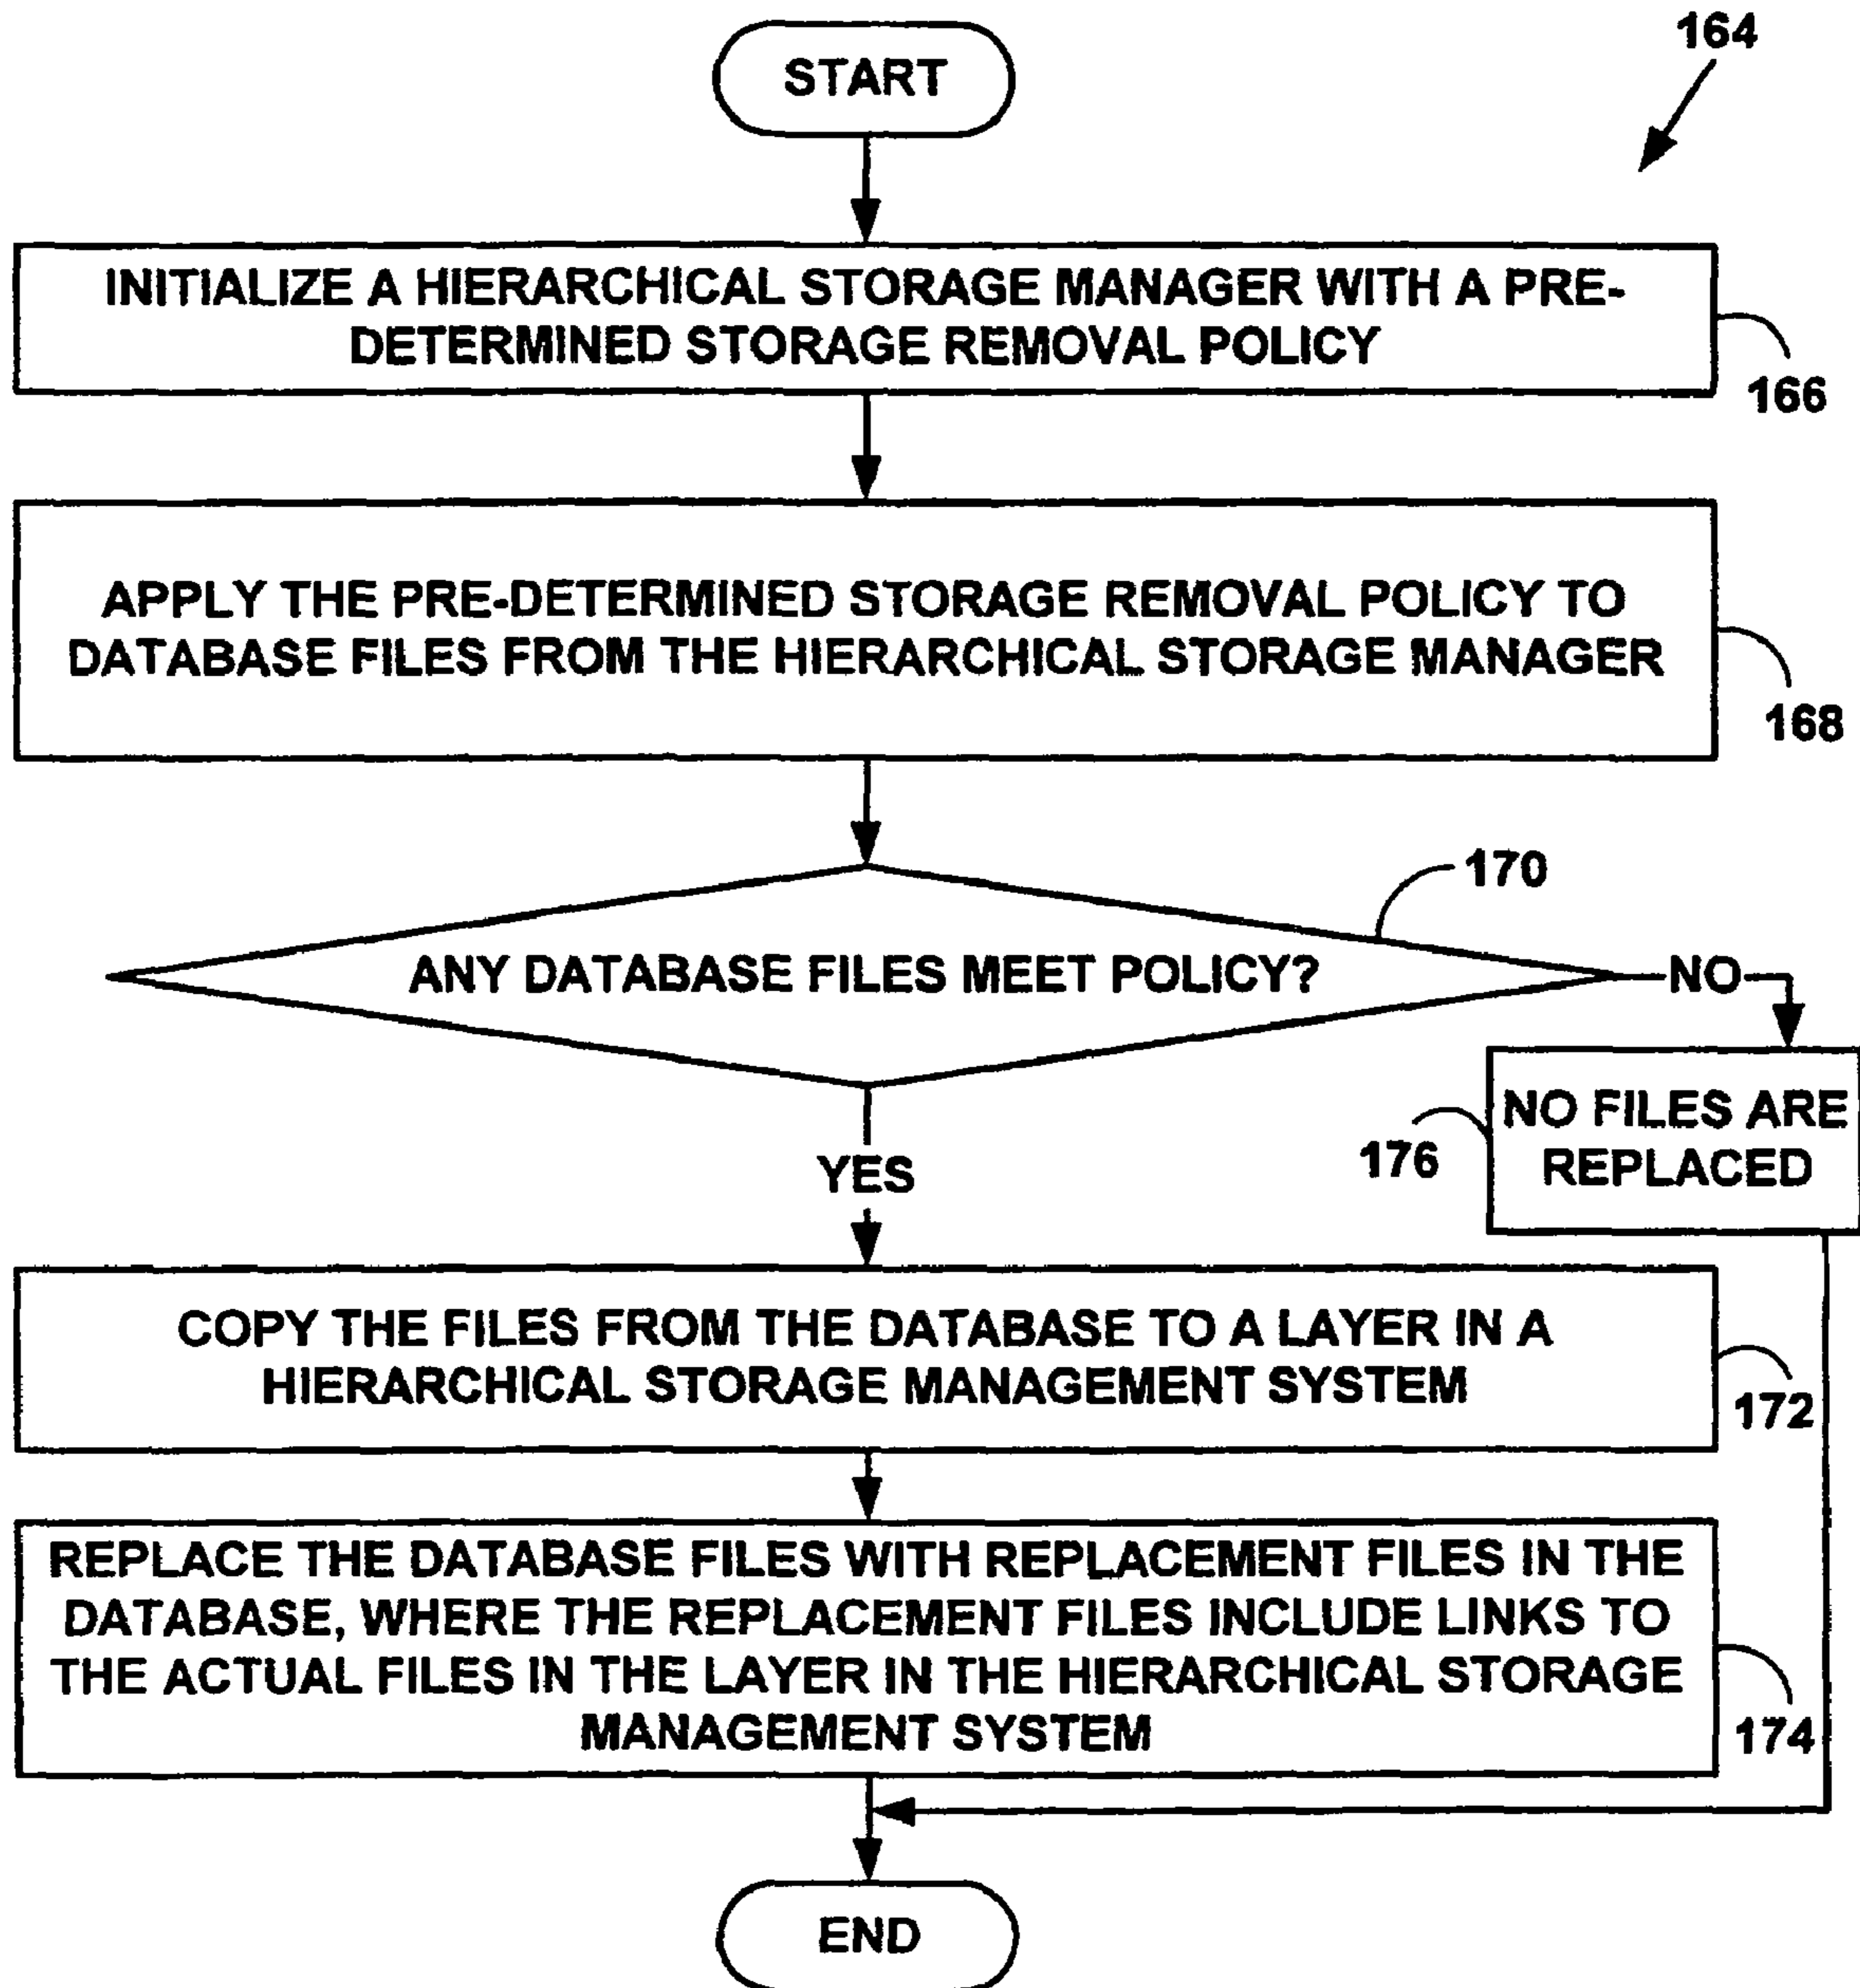 START
164
INITIALIZE A HIERARCHICAL STORAGE MANAGER WITH A PRE-
DETERMINED STORAGE REMOVAL POLICY
166
APPLY THE PRE-DETERMINED STORAGE REMOVAL POLICY TO
DATABASE FILES FROM THE HIERARCHICAL STORAGE MANAGER
168
170
ANY DATABASE FILES MEET POLICY?
NO
NO FILES ARE
REPLACED
176
YES
COPY THE FILES FROM THE DATABASE TO A LAYER IN A
HIERARCHICAL STORAGE MANAGEMENT SYSTEM
172
REPLACE THE DATABASE FILES WITH REPLACEMENT FILES IN THE
DATABASE, WHERE THE REPLACEMENT FILES INCLUDE LINKS TO
THE ACTUAL FILES IN THE LAYER IN THE HIERARCHICAL STORAGE
MANAGEMENT SYSTEM
174
END